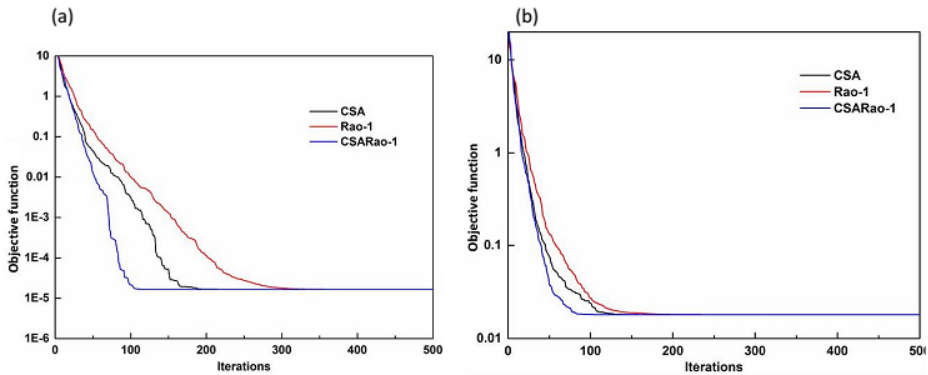 (a)
Objective function
10
1
0.1
0.01
1E-3
1E-4
1E-5
1E-6
0
100
200
300
400
500
Iterations
CSA
Rao-1
CSARao-1
(b)
Objective function
10
1
0.1
0.01
0
100
200
300
400
500
Iterations
CSA
Rao-1
CSARao-1